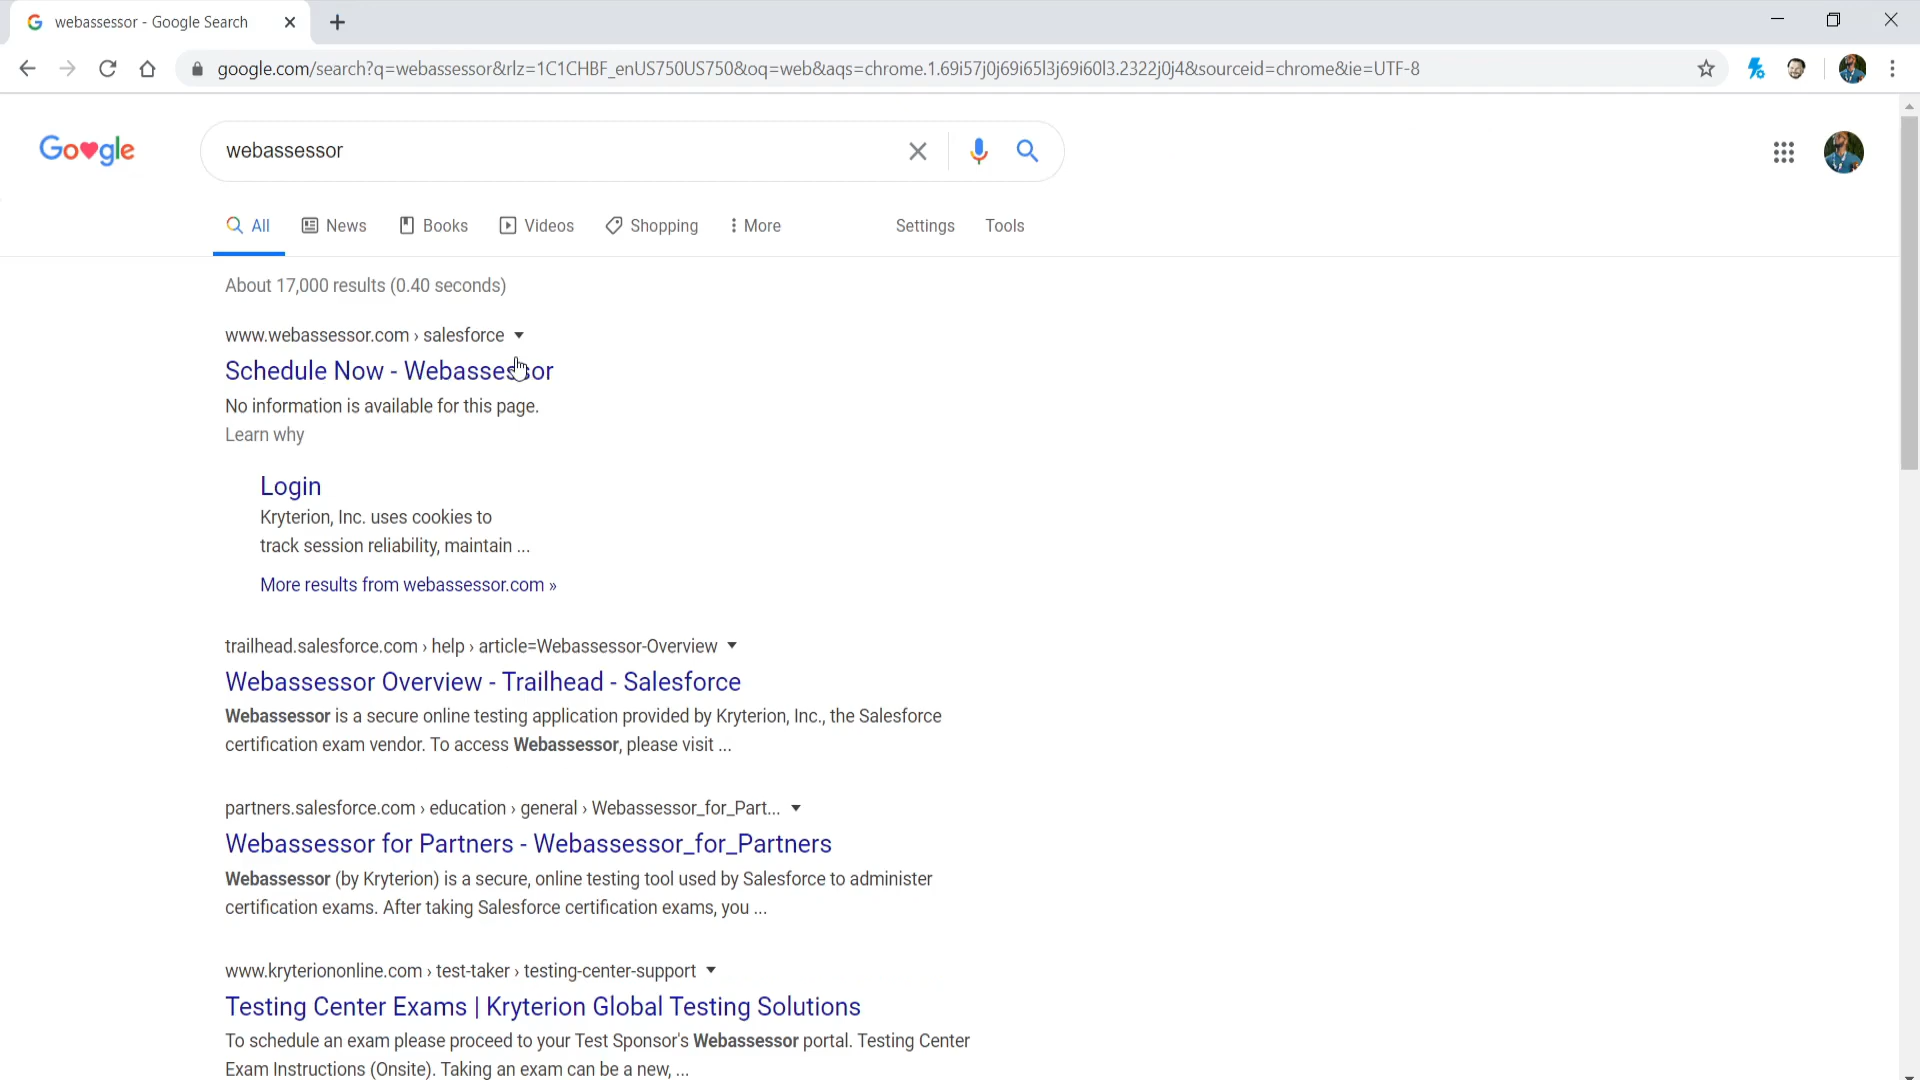 webassessor - Google Search
google.com/search?q=webassessor&rlz=1C1CHBF_enUS750US750&oq=web&aqs=chrome.1.69i57j0j69i65l3j69i60l3.2322j0j4&sourceid=chrome&ie=UTF-8
Google
webassessor
All News Books Videos Shopping More Settings Tools
About 17,000 results (0.40 seconds)
www.webassessor.com › salesforce
Schedule Now - Webassessor
No information is available for this page.
Learn why
Login
Kryterion, Inc. uses cookies to
track session reliability, maintain ...
More results from webassessor.com »
trailhead.salesforce.com › help › article=Webassessor-Overview
Webassessor Overview - Trailhead - Salesforce
Webassessor is a secure online testing application provided by Kryterion, Inc., the Salesforce
certification exam vendor. To access Webassessor, please visit ...
partners.salesforce.com › education › general › Webassessor_for_Part...
Webassessor for Partners - Webassessor_for_Partners
Webassessor (by Kryterion) is a secure, online testing tool used by Salesforce to administer
certification exams. After taking Salesforce certification exams, you ...
www.kryteriononline.com › test-taker › testing-center-support
Testing Center Exams | Kryterion Global Testing Solutions
To schedule an exam please proceed to your Test Sponsor's Webassessor portal. Testing Center
Exam Instructions (Onsite). Taking an exam can be a new, ...